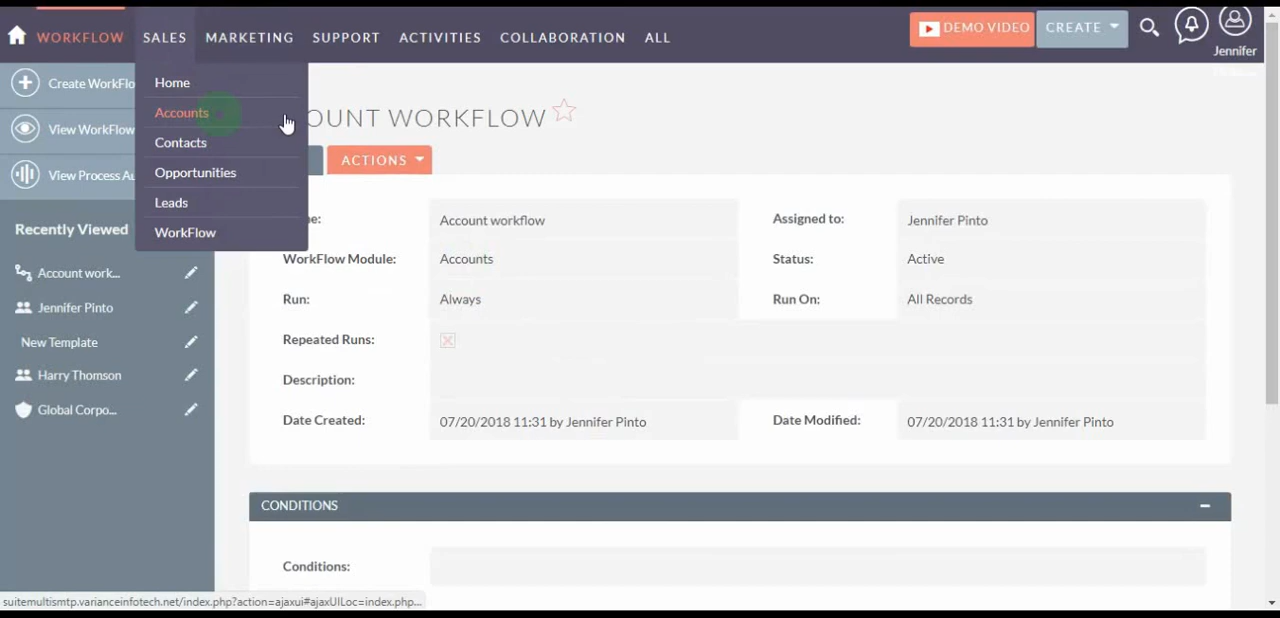 WORKFLOW SALES MARKETING SUPPORT ACTIVITIES COLLABORATION ALL DEMO VIDEO CREATE
Jennifer
Create WorkFlo
View WorkFlow
View Process Au
Recently Viewed
Account work...
Jennifer Pinto
New Template
Harry Thomson
Global Corpo...
Home
Accounts
Contacts
Opportunities
Leads
WorkFlow
OUNT WORKFLOW
ACTIONS
e: Account workflow Assigned to: Jennifer Pinto
WorkFlow Module: Accounts Status: Active
Run: Always Run On: All Records
Repeated Runs:
Description:
Date Created: 07/20/2018 11:31 by Jennifer Pinto Date Modified: 07/20/2018 11:31 by Jennifer Pinto
CONDITIONS
Conditions:
suitemultismtp.varianceinfotech.net/index.php?action=ajaxui#ajaxUILoc=index.php...